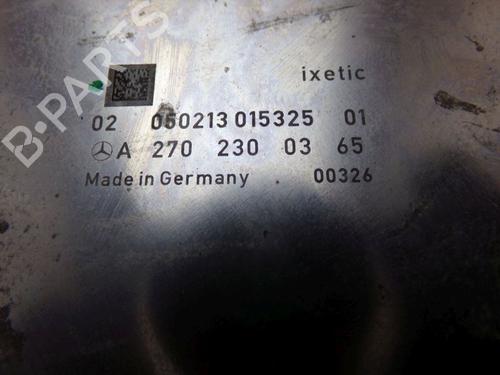 ixetic
02 050213 015325 01
A 270 230 03 65
Made in Germany 00326
B-PARTS